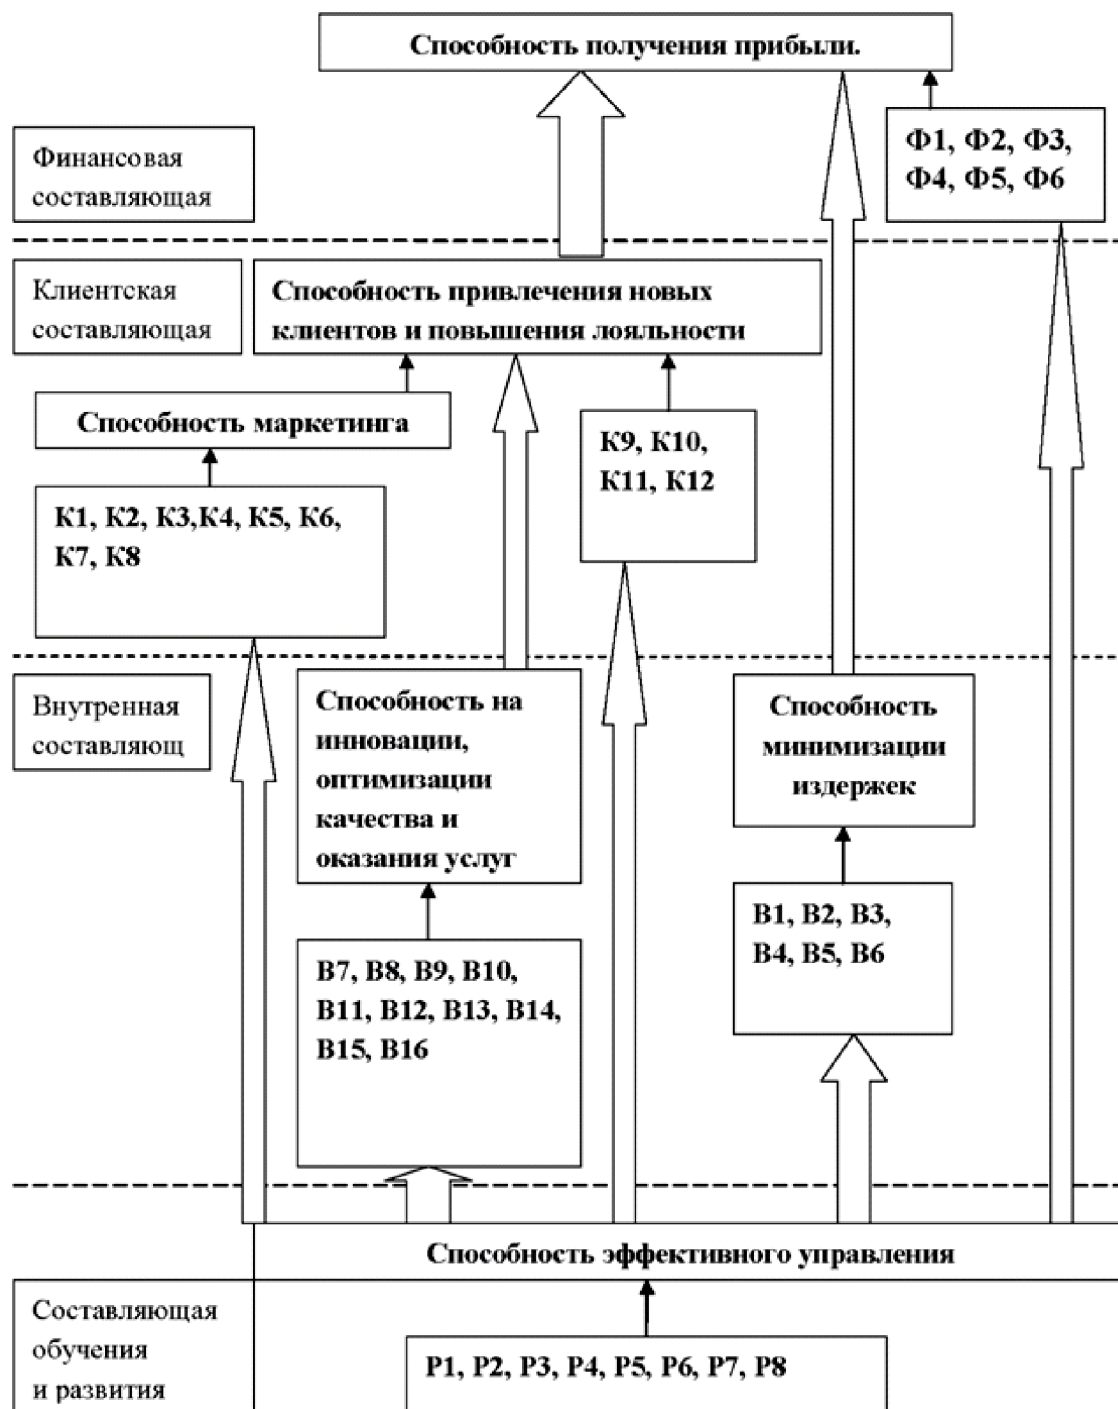 Способность получения прибыли.
Ф1, Ф2, Ф3,
Ф4, Ф5, Ф6
Финансовая
составляющая
Клиентская
составляющая
Способность привлечения новых
клиентов и повышения лояльности
Способность маркетинга
К9, К10,
К11, К12
К1, К2, К3,К4, К5, К6,
К7, К8
Внутренная
составляющ
Способность на
инновации,
оптимизации
качества и
оказания услуг
Способность
минимизации
издержек
В1, В2, В3,
В4, В5, В6
В7, В8, В9, В10,
В11, В12, В13, В14,
В15, В16
Способность эффективного управления
Составляющая
обучения
и развития
Р1, Р2, Р3, Р4, Р5, Р6, Р7, Р8